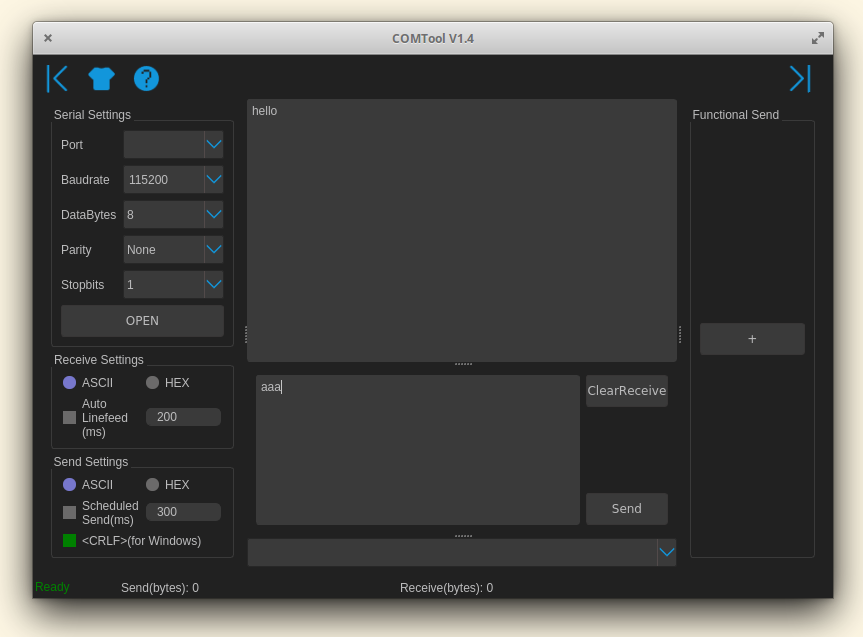 COMTool V1.4
Serial Settings
Port
Baudrate 115200
DataBytes 8
Parity None
Stopbits 1
OPEN
Receive Settings
ASCII HEX
Auto
Linefeed
(ms)
200
Send Settings
ASCII HEX
Scheduled
Send(ms)
300
<CRLF>(for Windows)
hello
aaa
ClearReceive
Send
Functional Send
+
Ready Send(bytes): 0 Receive(bytes): 0